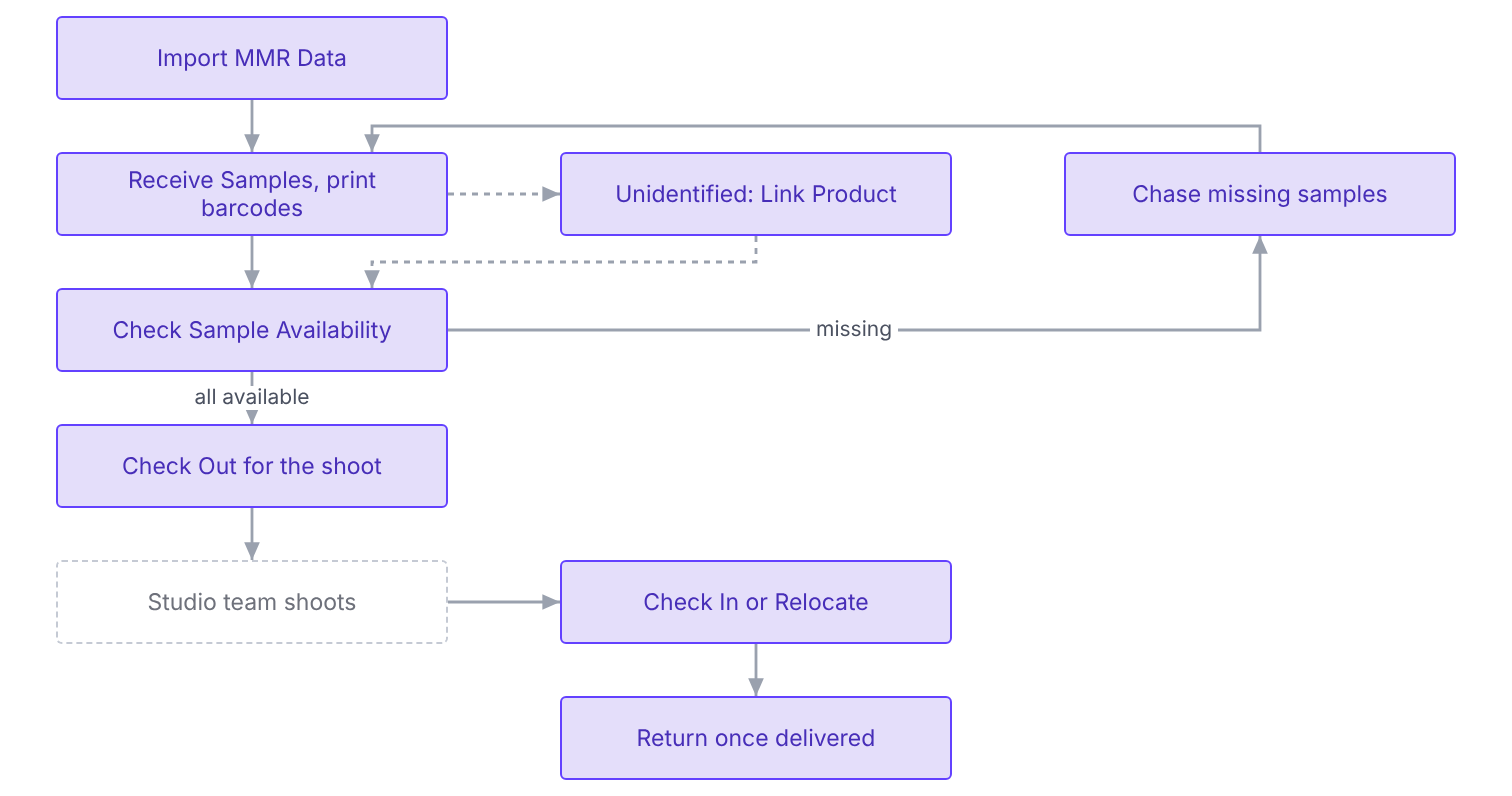 Import MMR Data
Receive Samples, print
barcodes
Unidentified: Link Product
Chase missing samples
Check Sample Availability
missing
all available
Check Out for the shoot
Studio team shoots
Check In or Relocate
Return once delivered